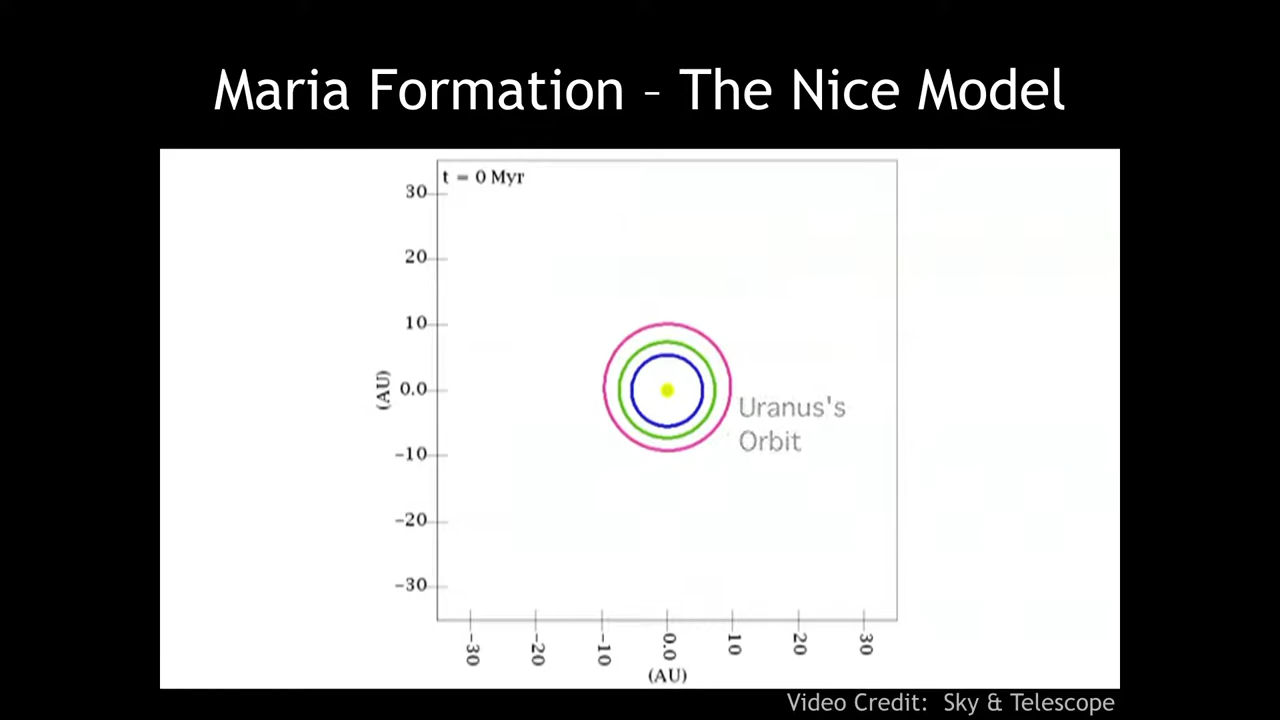 Maria Formation – The Nice Model
t = 0 Myr
30
20
10
0.0
(AU)
−10
−20
−30
Uranus's
Orbit
−30 −20 −10 0.0 10 20 30
(AU)
Video Credit: Sky & Telescope